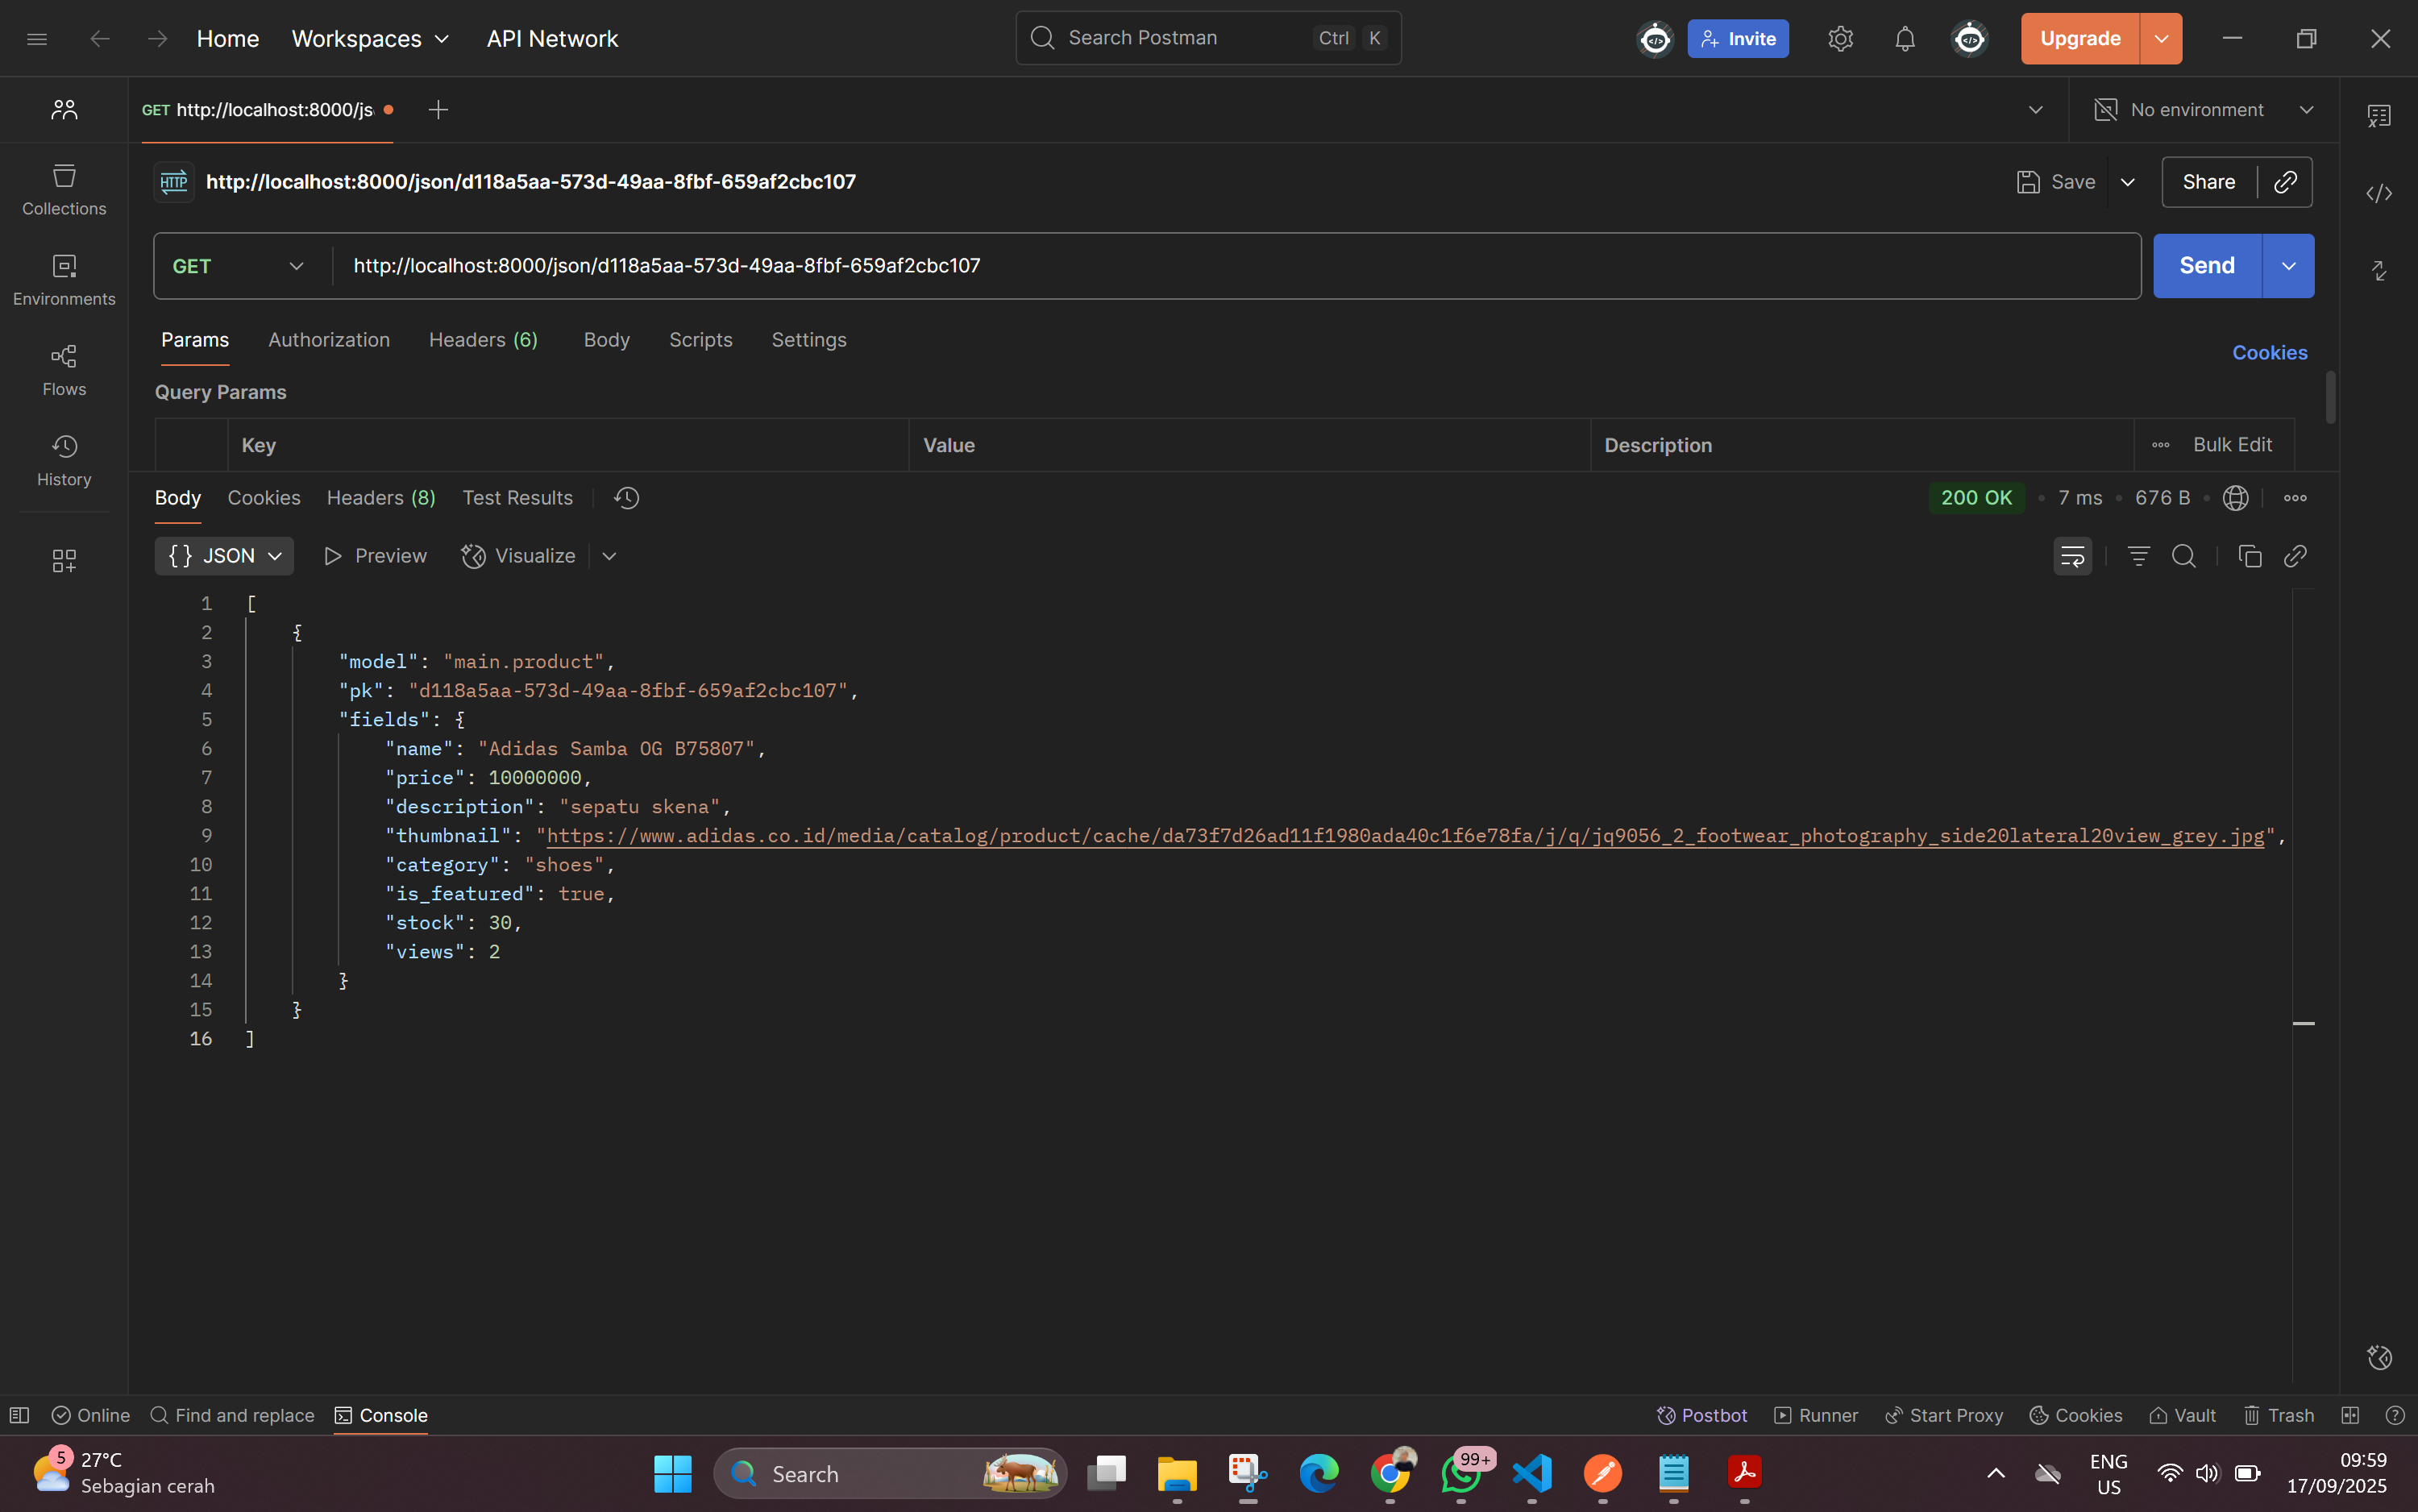 Home Workspaces API Network Search Postman Ctrl K Invite Upgrade
GET http://localhost:8000/js No environment
HTTP http://localhost:8000/json/d118a5aa-573d-49aa-8fbf-659af2cbc107 Save Share
GET http://localhost:8000/json/d118a5aa-573d-49aa-8fbf-659af2cbc107 Send
Collections
Environments
Flows
History
Params Authorization Headers (6) Body Scripts Settings Cookies
Query Params
Key Value Description Bulk Edit
Body Cookies Headers (8) Test Results 200 OK 7 ms 676 B
{} JSON Preview Visualize
1 [
2 {
3 "model": "main.product",
4 "pk": "d118a5aa-573d-49aa-8fbf-659af2cbc107",
5 "fields": {
6 "name": "Adidas Samba OG B75807",
7 "price": 10000000,
8 "description": "sepatu skena",
9 "thumbnail": "https://www.adidas.co.id/media/catalog/product/cache/da73f7d26ad11f1980ada40c1f6e78fa/j/q/jq9056_2_footwear_photography_side20lateral20view_grey.jpg",
10 "category": "shoes",
11 "is_featured": true,
12 "stock": 30,
13 "views": 2
14 }
15 }
16 ]
Online Find and replace Console Postbot Runner Start Proxy Cookies Vault Trash
5 27°C
Sebagian cerah
Search
99+
ENG
US
09:59
17/09/2025